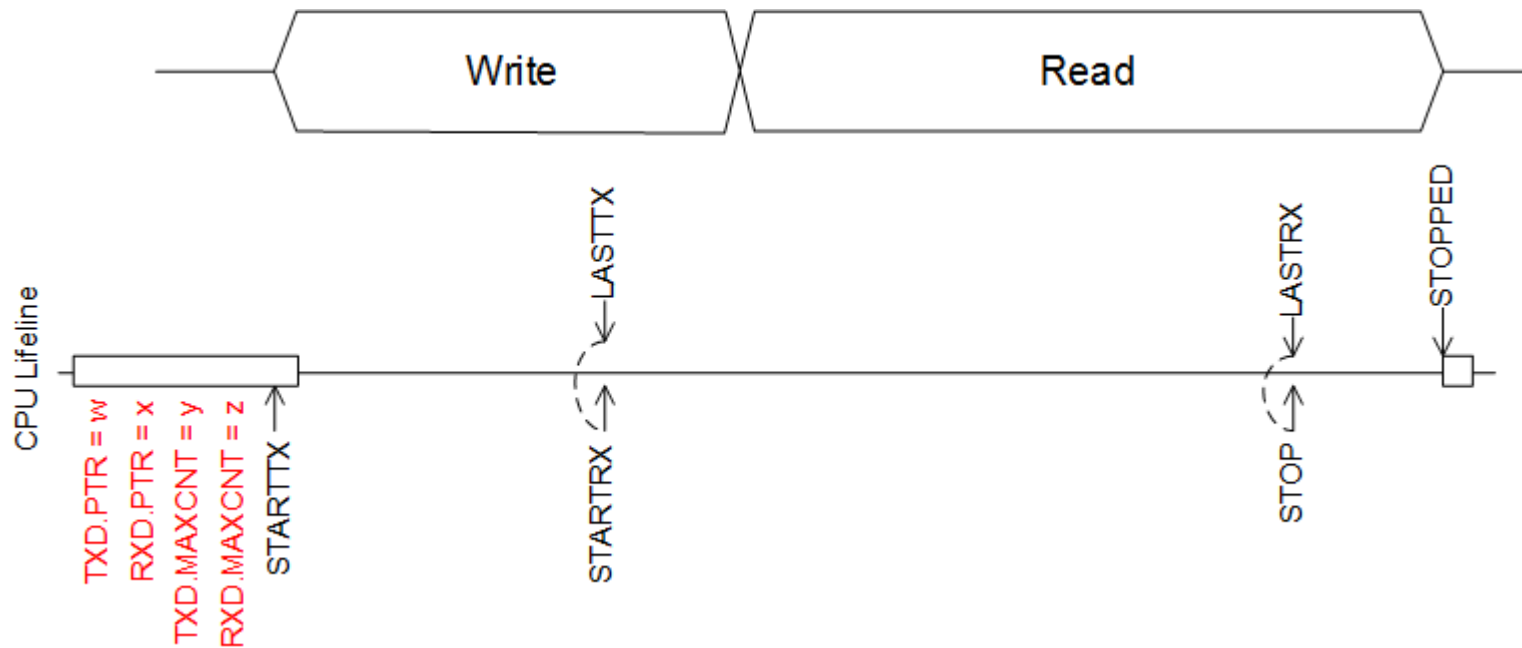 Write
Read
CPU Lifeline
LASTTX
LASTRX
STOPPED
TXD.PTR = w
RXD.PTR = x
TXD.MAXCNT = y
RXD.MAXCNT = z
STARTTX
STARTRX
STOP